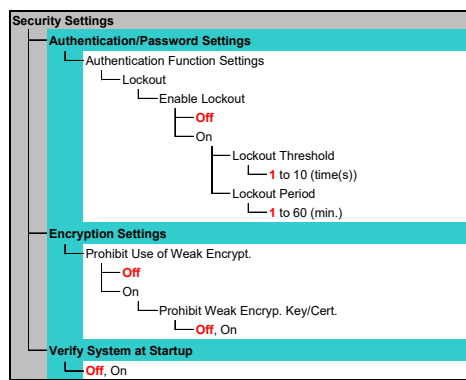 Security Settings
Authentication/Password Settings
Authentication Function Settings
Lockout
Enable Lockout
Off
On
Lockout Threshold
1 to 10 (time(s))
Lockout Period
1 to 60 (min.)
Encryption Settings
Prohibit Use of Weak Encrypt.
Off
On
Prohibit Weak Encryp. Key/Cert.
Off, On
Verify System at Startup
Off, On